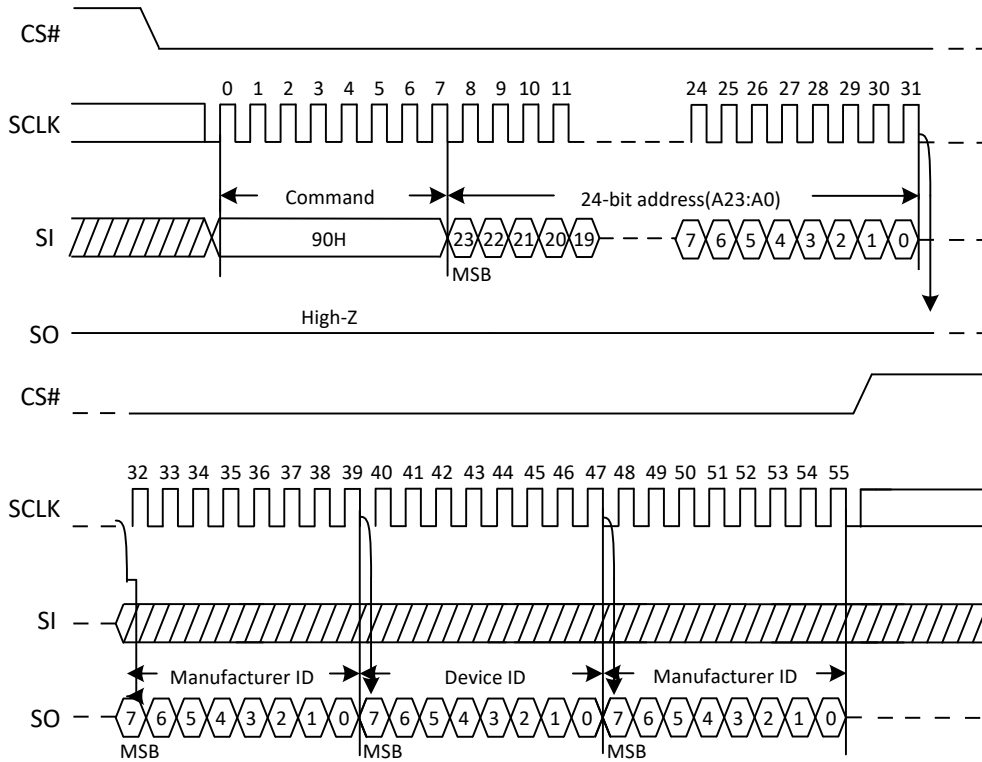 CS#
0 1 2 3 4 5 6 7 8 9 10 11 24 25 26 27 28 29 30 31
SCLK
Command 24-bit address(A23:A0)
SI 90H 23 22 21 20 19 7 6 5 4 3 2 1 0
MSB
High-Z
SO
CS#
32 33 34 35 36 37 38 39 40 41 42 43 44 45 46 47 48 49 50 51 52 53 54 55
SCLK
SI
Manufacturer ID Device ID Manufacturer ID
SO 7 6 5 4 3 2 1 0 7 6 5 4 3 2 1 0 7 6 5 4 3 2 1 0
MSB MSB MSB